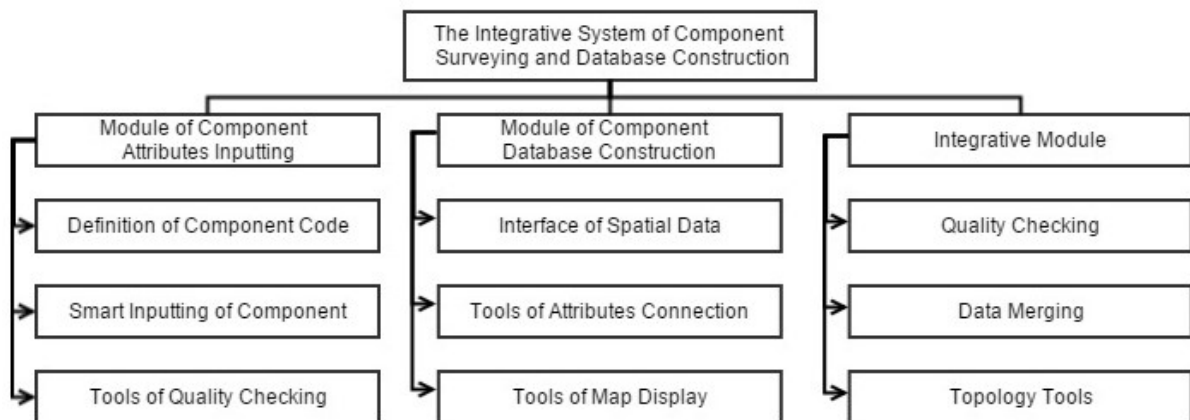 The Integrative System of Component
Surveying and Database Construction
Module of Component
Attributes Inputting
Definition of Component Code
Smart Inputting of Component
Tools of Quality Checking
Module of Component
Database Construction
Interface of Spatial Data
Tools of Attributes Connection
Tools of Map Display
Integrative Module
Quality Checking
Data Merging
Topology Tools